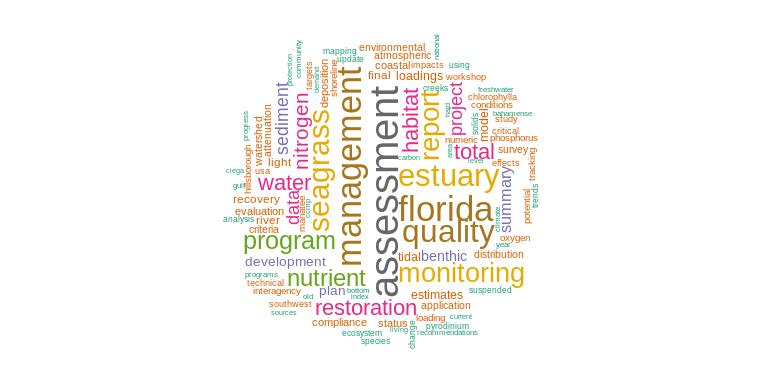 national
community
mapping
environmental
protection
update
atmospheric
coastal
impacts
using
final
loadings
workshop
targets
demand
shoreline
deposition
management
assessment
creeks
freshwater
chlorophylla
conditions
bahamense
study
sediment
nitrogen
seagrass
habitat
report
hspd
project
solids
model
critical
phosphorus
progress
watershed
attenuation
numeric
area
total
survey
light
carbon
level
effects
tracking
ciega
gulf
hillsborough
usa
water
estuary
recovery
data
manatee
comp
florida
summary
potential
trends
evaluation
analysis
river
criteria
quality
climate
oxygen
year
program
development
tidal
benthic
distribution
programs
technical
nutrient
monitoring
interagency
plan
bottom
index
old
estimates
suspended
southwest
sources
restoration
application
compliance
status
loading
current
pyrodinium
ecosystem
living
change
recommendations
species